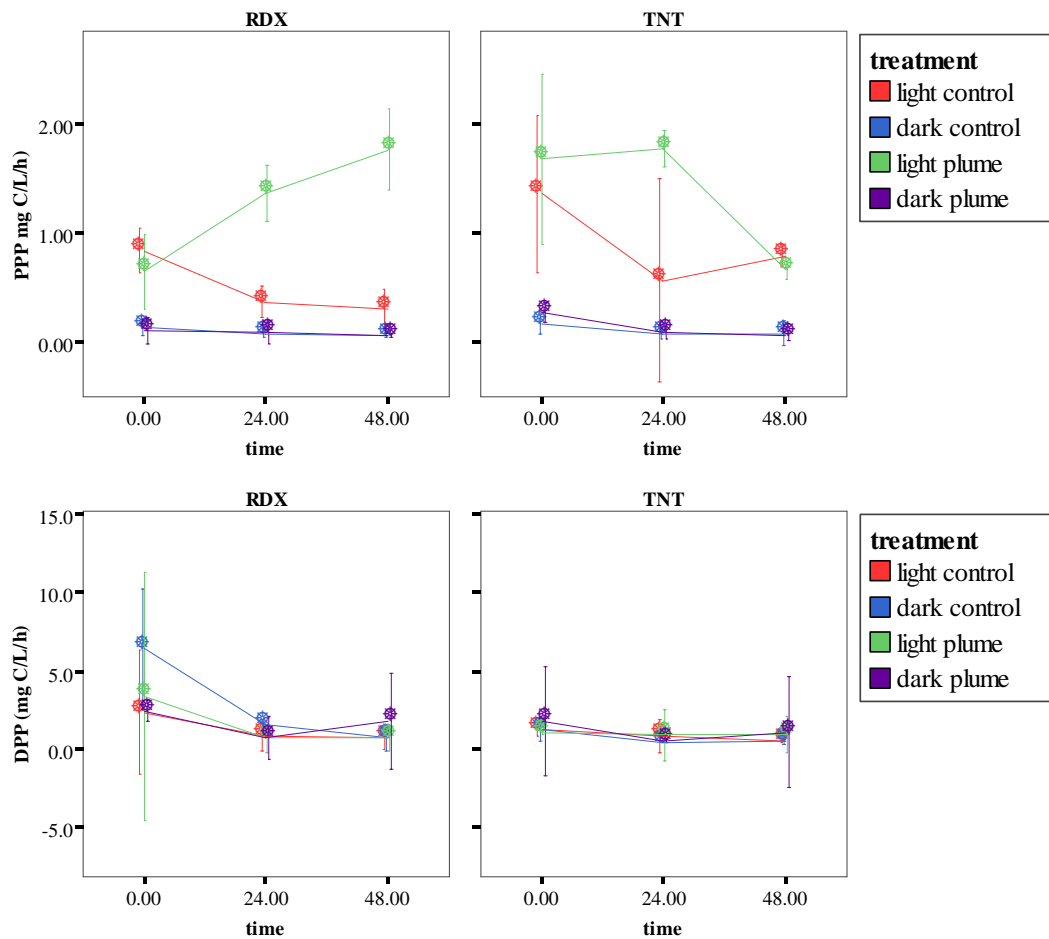 RDX
TNT
PPP mg C/L/h)
2.00
1.00
0.00
0.00
24.00
48.00
time
0.00
24.00
48.00
time
treatment
light control
dark control
light plume
dark plume
RDX
TNT
DPP (mg C/L/h)
15.0
10.0
5.0
0.0
-5.0
0.00
24.00
48.00
time
0.00
24.00
48.00
time
treatment
light control
dark control
light plume
dark plume